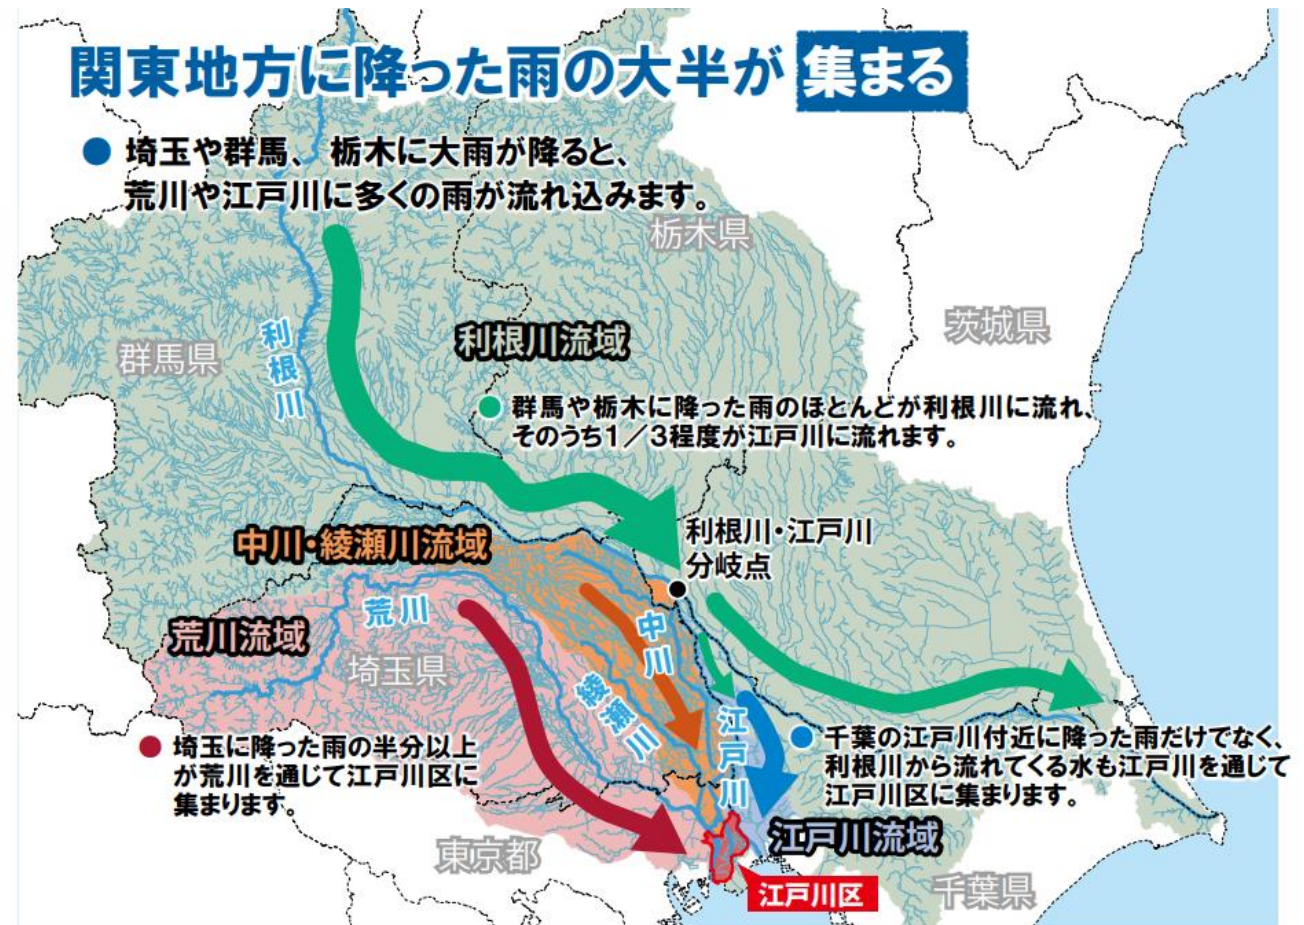 関東地方に降った雨の大半が 集まる
● 埼玉や群馬、栃木に大雨が降ると、
荒川や江戸川に多くの雨が流れ込みます。
栃木県
茨城県
群馬県
利根川
利根川流域
● 群馬や栃木に降った雨のほとんどが利根川に流れ、
そのうち1／3程度が江戸川に流れます。
利根川・江戸川
分岐点
中川・綾瀬川流域
荒川
中川
荒川流域
埼玉県
綾瀬川
江戸川
● 埼玉に降った雨の半分以上
が荒川を通じて江戸川区に
集まります。
● 千葉の江戸川付近に降った雨だけでなく、
利根川から流れてくる水も江戸川を通じて
江戸川区に集まります。
東京都
江戸川流域
江戸川区
千葉県